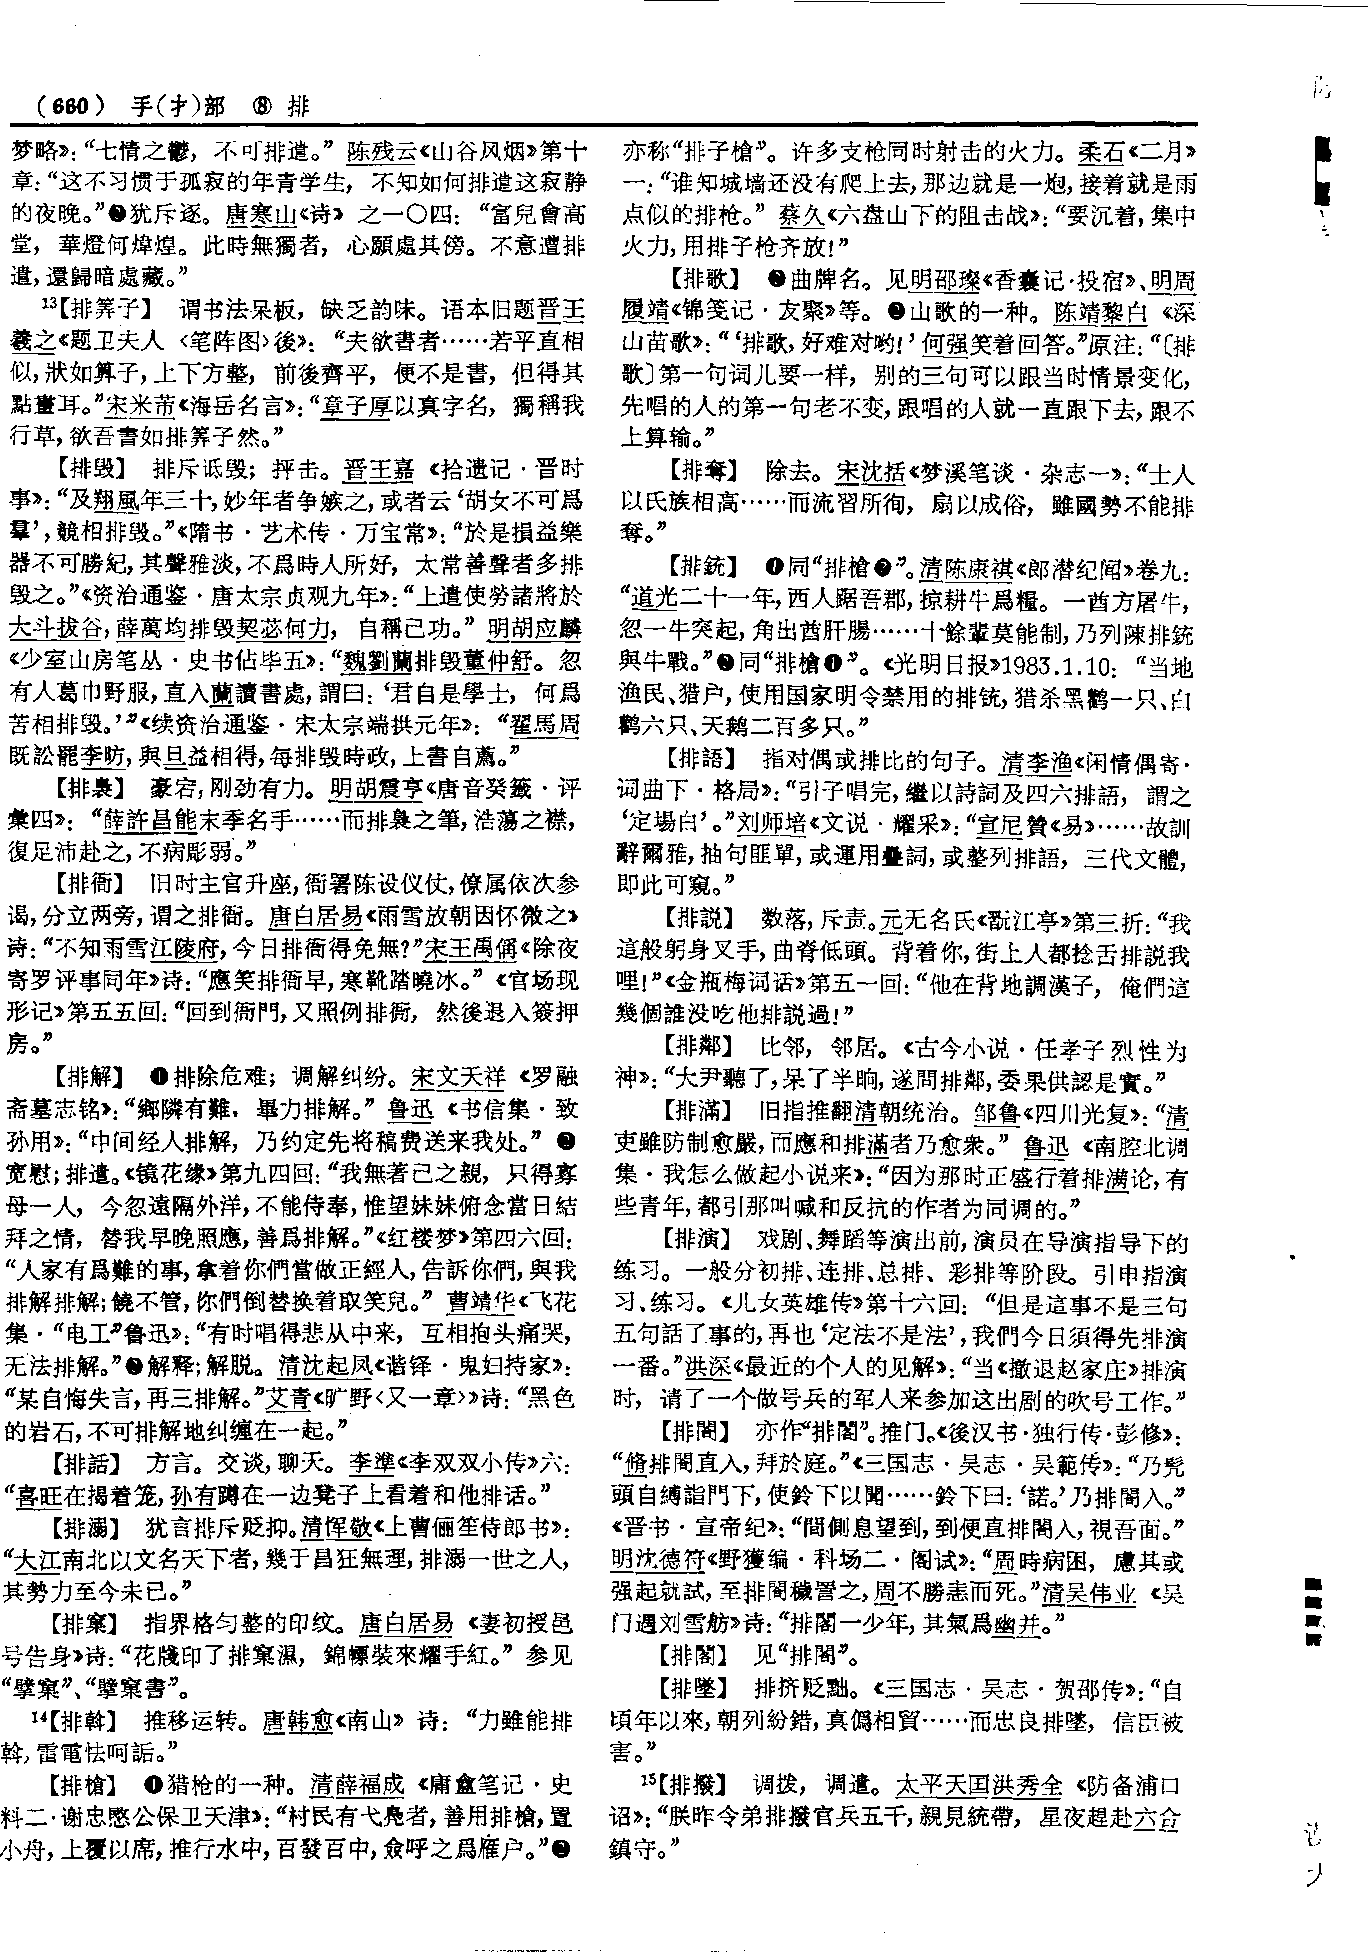 (660) 手(扌)部 ⑧ 排
梦略》：“七情之鬱，不可排遣。”陈残云《山谷风烟》第十
章：“这不习惯于孤寂的年青学生，不知如何排遣这寂静
的夜晚。”❷犹斥逐。唐寒山《诗》之一〇四：“富兒會高
堂，華燈何煒煌。此時無獨者，心願處其傍。不意遭排
遣，還歸暗處藏。”
13【排筭子】 谓书法呆板，缺乏韵味。语本旧题晋王
羲之《题卫夫人〈笔阵图〉後》：“夫欲書者……若平直相
似，狀如算子，上下方整，前後齊平，便不是書，但得其
點畫耳。”宋米芾《海岳名言》：“章子厚以真字名，獨稱我
行草，欲吾書如排筭子然。”
【排毁】 排斥诋毁；抨击。晋王嘉《拾遗记·晋时
事》：“及翔風年三十，妙年者争嫉之，或者云‘胡女不可爲
羣’，競相排毁。”《隋书·艺术传·万宝常》：“於是損益樂
器不可勝紀，其聲雅淡，不爲時人所好，太常善聲者多排
毁之。”《资治通鉴·唐太宗贞观九年》：“上遣使勞諸將於
大斗拔谷，薛萬均排毁契苾何力，自稱己功。”明胡应麟
《少室山房笔丛·史书佔毕五》：“魏劉蘭排毁董仲舒。忽
有人葛巾野服，直入蘭讀書處，謂曰：‘君自是學士，何爲
苦相排毁。’”《续资治通鉴·宋太宗端拱元年》：“翟馬周
既訟罷李昉，與旦益相得，每排毁時政，上書自薦。”
【排奡】 豪宕，刚劲有力。明胡震亨《唐音癸籤·评
彙四》：“薛許昌能末季名手……而排奡之筆，浩蕩之襟，
復足沛赴之，不病彫弱。”
【排衙】 旧时主官升座，衙署陈设仪仗，僚属依次参
谒，分立两旁，谓之排衙。唐白居易《雨雪放朝因怀微之》
诗：“不知雨雪江陵府，今日排衙得免無？”宋王禹偁《除夜
寄罗评事同年》诗：“應笑排衙早，寒靴踏曉冰。”《官场现
形记》第五五回：“回到衙門，又照例排衙，然後退入簽押
房。”
【排解】 ❶排除危难；调解纠纷。宋文天祥《罗融
斋墓志铭》：“鄉隣有難，畢力排解。”鲁迅《书信集·致
孙用》：“中间经人排解，乃约定先将稿费送来我处。”❷
宽慰；排遣。《镜花缘》第九四回：“我無著己之親，只得寡
母一人，今忽遠隔外洋，不能侍奉，惟望妹妹俯念當日結
拜之情，替我早晚照應，善爲排解。”《红楼梦》第四六回：
“人家有爲難的事，拿着你們當做正經人，告訴你們，與我
排解排解；饒不管，你們倒替換着取笑兒。”曹靖华《飞花
集·“电工”鲁迅》：“有时唱得悲从中来，互相抱头痛哭，
无法排解。”❸解释；解脱。清沈起凤《谐铎·鬼妇持家》：
“某自悔失言，再三排解。”艾青《旷野〈又一章〉》诗：“黑色
的岩石，不可排解地纠缠在一起。”
【排話】 方言。交谈，聊天。李準《李双双小传》六：
“喜旺在揭着笼，孙有蹲在一边凳子上看着和他排话。”
【排溺】 犹言排斥贬抑。清恽敬《上曹俪笙侍郎书》：
“大江南北以文名天下者，幾于昌狂無理，排溺一世之人，
其勢力至今未已。”
【排窠】 指界格匀整的印纹。唐白居易《妻初授邑
号告身》诗：“花牋印了排窠濕，錦幖裝來耀手紅。”参见
“擘窠”、“擘窠書”。
14【排斡】 推移运转。唐韩愈《南山》诗：“力雖能排
斡，雷電怯呵詬。”
【排槍】 ❶猎枪的一种。清薛福成《庸盦笔记·史
料二·谢忠愍公保卫天津》：“村民有弋鳧者，善用排槍，置
小舟，上覆以席，推行水中，百發百中，僉呼之爲雁户。”❷
亦称“排子槍”。许多支枪同时射击的火力。柔石《二月》
一：“谁知城墙还没有爬上去，那边就是一炮，接着就是雨
点似的排枪。”蔡久《六盘山下的阻击战》：“要沉着，集中
火力，用排子枪齐放！”
【排歌】 ❶曲牌名。见明邵璨《香囊记·投宿》、明周
履靖《锦笺记·友聚》等。❷山歌的一种。陈靖黎白《深
山苗歌》：“‘排歌，好难对哟！’何强笑着回答。”原注：“〔排
歌〕第一句词儿要一样，别的三句可以跟当时情景变化，
先唱的人的第一句老不变，跟唱的人就一直跟下去，跟不
上算输。”
【排奪】 除去。宋沈括《梦溪笔谈·杂志一》：“士人
以氏族相高……而流習所徇，扇以成俗，雖國勢不能排
奪。”
【排銃】 ❶同“排槍❷”。清陈康祺《郎潜纪闻》卷九：
“道光二十一年，西人踞吾郡，掠耕牛爲糧。一酋方屠牛，
忽一牛突起，角出酋肝腸……十餘輩莫能制，乃列陳排銃
與牛戰。”❷同“排槍❶”。《光明日报》1983.1.10：“当地
渔民、猎户，使用国家明令禁用的排铳，猎杀黑鹳一只、白
鹳六只、天鹅二百多只。”
【排語】 指对偶或排比的句子。清李渔《闲情偶寄·
词曲下·格局》：“引子唱完，繼以詩詞及四六排語，謂之
‘定場白’。”刘师培《文说·耀采》：“宣尼贊《易》……故訓
辭爾雅，抽句匪單，或運用疊詞，或整列排語，三代文體，
即此可窺。”
【排説】 数落，斥责。元无名氏《翫江亭》第三折：“我
這般躬身叉手，曲脊低頭。背着你，街上人都捻舌排説我
哩！”《金瓶梅词话》第五一回：“他在背地調漢子，俺們這
幾個誰没吃他排説過！”
【排鄰】 比邻，邻居。《古今小说·任孝子烈性为
神》：“大尹聽了，呆了半晌，遂問排鄰，委果供認是實。”
【排滿】 旧指推翻清朝统治。邹鲁《四川光复》：“清
吏雖防制愈嚴，而應和排滿者乃愈衆。”鲁迅《南腔北调
集·我怎么做起小说来》：“因为那时正盛行着排满论，有
些青年，都引那叫喊和反抗的作者为同调的。”
【排演】 戏剧、舞蹈等演出前，演员在导演指导下的
练习。一般分初排、连排、总排、彩排等阶段。引申指演
习、练习。《儿女英雄传》第十六回：“但是這事不是三句
五句話了事的，再也‘定法不是法’，我們今日須得先排演
一番。”洪深《最近的个人的见解》：“当《撤退赵家庄》排演
时，请了一个做号兵的军人来参加这出剧的吹号工作。”
【排閤】 亦作“排閣”。推门。《後汉书·独行传·彭修》：
“脩排閤直入，拜於庭。”《三国志·吴志·吴範传》：“乃髡
頭自縛詣門下，使鈴下以聞……鈴下曰：‘諾。’乃排閤入。”
《晋书·宣帝纪》：“間側息望到，到便直排閤入，視吾面。”
明沈德符《野獲编·科场二·阁试》：“周時病困，慮其或
强起就試，至排閤穢詈之，周不勝恚而死。”清吴伟业《吴
门遇刘雪舫》诗：“排閤一少年，其氣爲幽并。”
【排閣】 见“排閤”。
【排墜】 排挤贬黜。《三国志·吴志·贺邵传》：“自
頃年以來，朝列紛錯，真僞相貿……而忠良排墜，信臣被
害。”
15【排撥】 调拨，调遣。太平天囯洪秀全《防备浦口
诏》：“朕昨令弟排撥官兵五千，親見統帶，星夜趕赴六合
鎮守。”